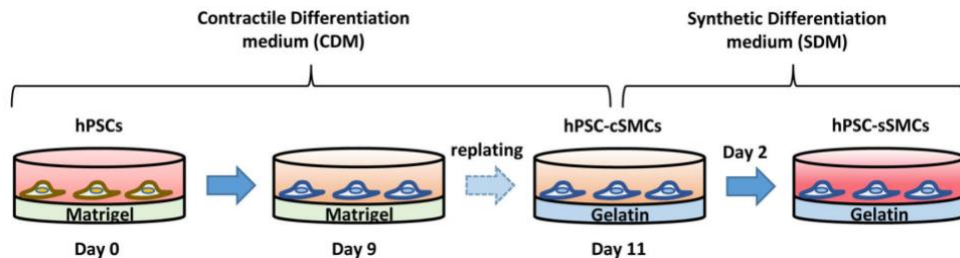 Contractile Differentiation
medium (CDM)
Synthetic Differentiation
medium (SDM)
hPSCs
hPSC-cSMCs
hPSC-sSMCs
replating
Day 2
Matrigel
Matrigel
Gelatin
Gelatin
Day 0
Day 9
Day 11